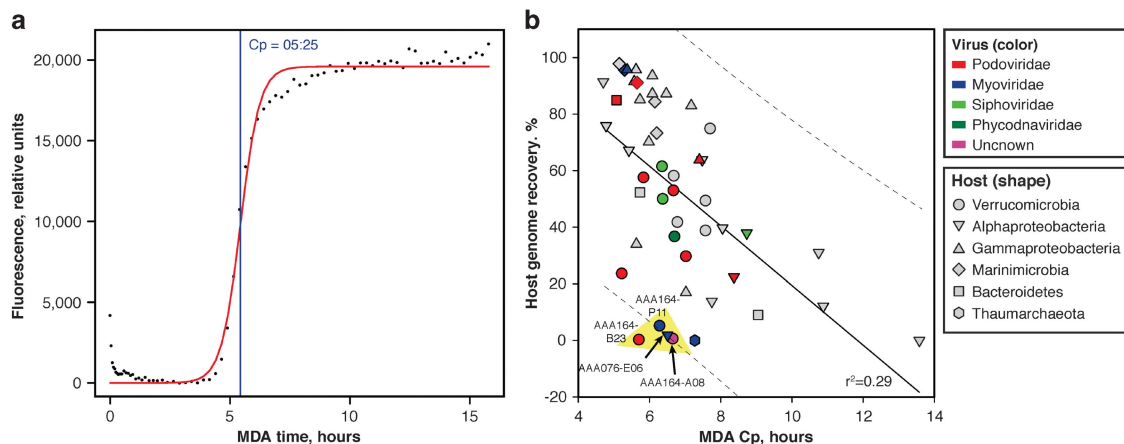 a
Cp = 05:25
20,000
15,000
10,000
5,000
0
Fluorescence, relative units
0
5
10
15
MDA time, hours
b
100
80
60
40
20
0
-20
Host genome recovery. %
AAA164-
P11
AAA164-
B23
AAA076-E06
AAA164-A08
r²=0.29
4
6
8
10
12
14
MDA Cp, hours
Virus (color)
Podoviridae
Myoviridae
Siphoviridae
Phycodnaviridae
Uncnown
Host (shape)
Verrucomicrobia
Alphaproteobacteria
Gammaproteobacteria
Marinimicrobia
Bacteroidetes
Thaumarchaeota